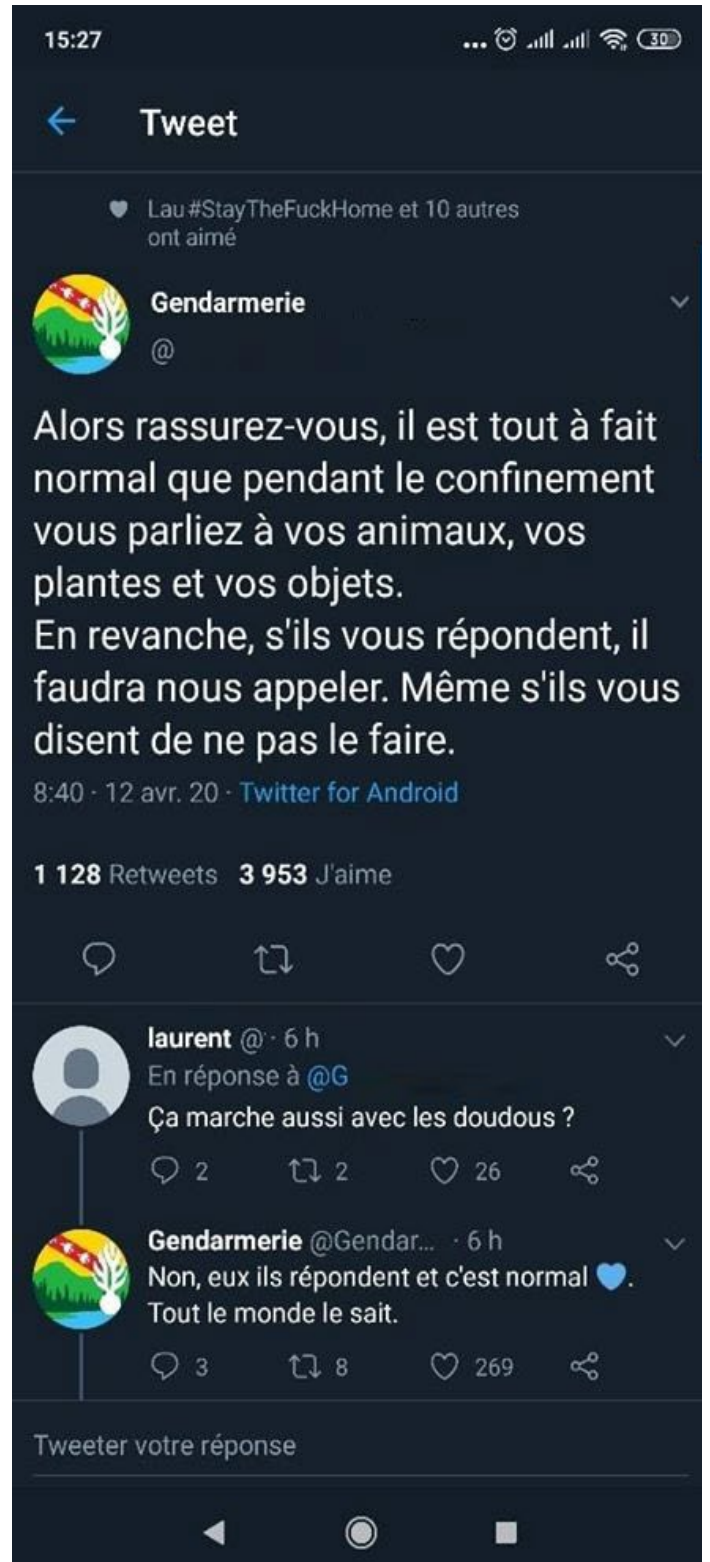 15:27
30
Tweet
Lau #StayTheFuckHome et 10 autres
ont aimé
Gendarmerie
@
Alors rassurez-vous, il est tout à fait
normal que pendant le confinement
vous parliez à vos animaux, vos
plantes et vos objets.
En revanche, s'ils vous répondent, il
faudra nous appeler. Même s'ils vous
disent de ne pas le faire.
8:40 · 12 avr. 20 · Twitter for Android
1 128 Retweets 3 953 J'aime
laurent @ · 6 h
En réponse à @G
Ça marche aussi avec les doudous ?
2 2 26
Gendarmerie @Gendar... · 6 h
Non, eux ils répondent et c'est normal 💙.
Tout le monde le sait.
3 8 269
Tweeter votre réponse